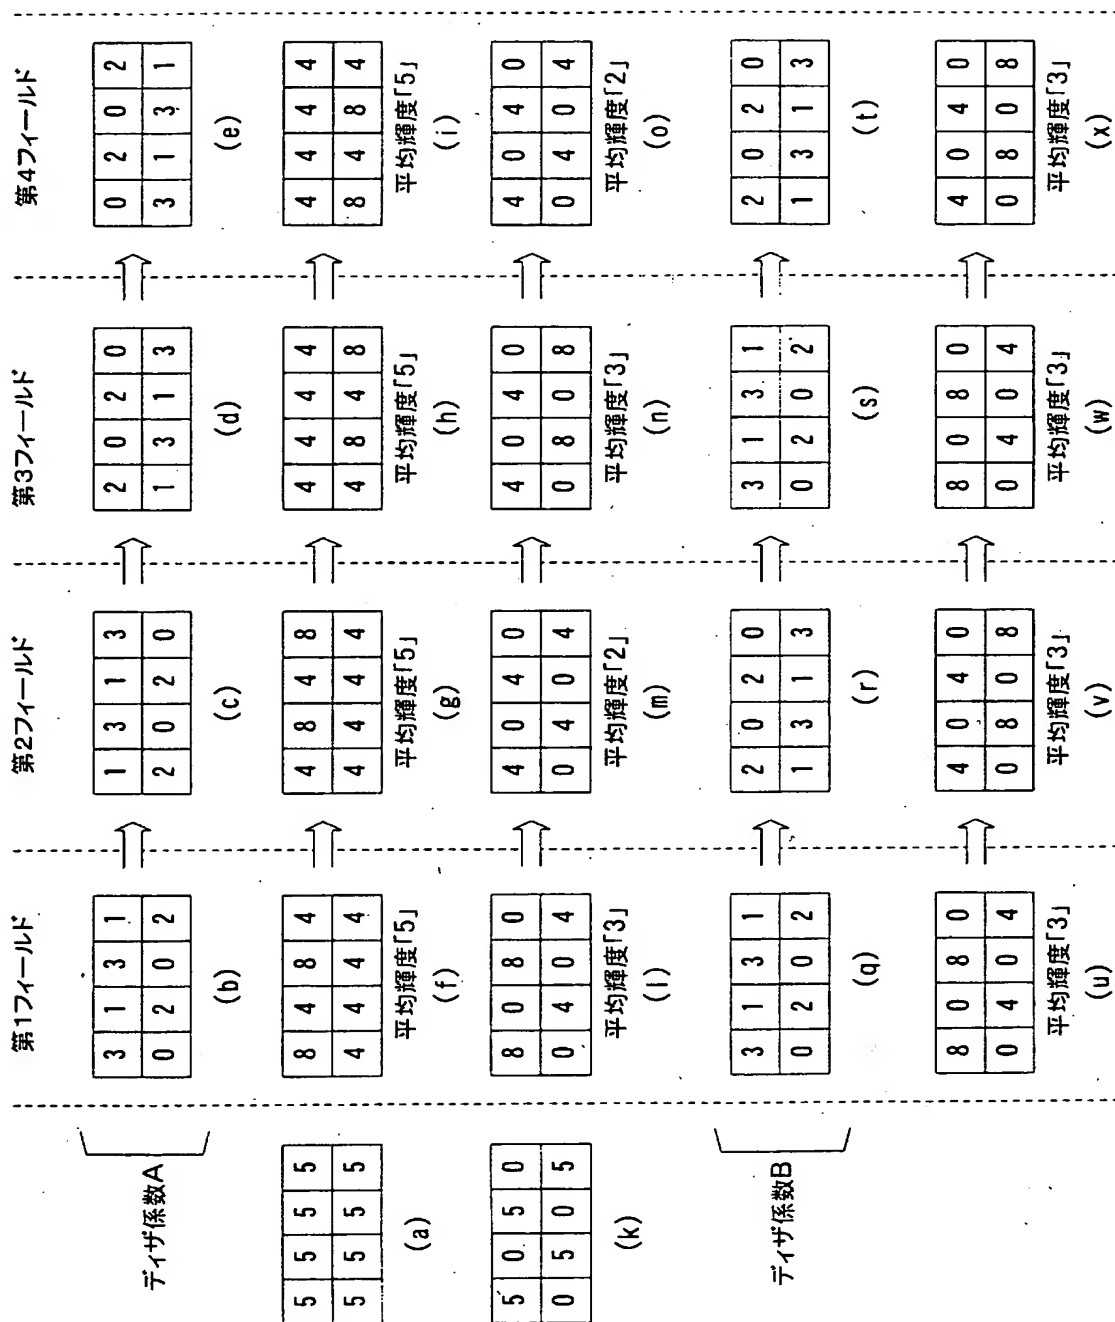 第1フィールド 第2フィールド 第3フィールド 第4フィールド
3 1 3 1 1 3 1 3 2 0 2 0 0 2 0 2
ディザ係数A
0 2 0 2 2 0 2 0 1 3 1 3 3 1 3 1
(b) (c) (d) (e)
5 5 5 5 8 4 8 4 4 8 4 8 4 4 4 4 4 4 4 4
5 5 5 5 4 4 4 4 4 4 4 4 4 8 4 8 8 4 8 4
平均輝度「5」 平均輝度「5」 平均輝度「5」 平均輝度「5」
(a) (f) (g) (h) (i)
5 0 5 0 8 0 8 0 4 0 4 0 4 0 4 0 4 0 4 0
0 5 0 5 0 4 0 4 0 4 0 4 0 8 0 8 0 4 0 4
平均輝度「3」 平均輝度「2」 平均輝度「3」 平均輝度「2」
(k) (l) (m) (n) (o)
3 1 3 1 2 0 2 0 3 1 3 1 2 0 2 0
ディザ係数B
0 2 0 2 1 3 1 3 0 2 0 2 1 3 1 3
(q) (r) (s) (t)
8 0 8 0 4 0 4 0 8 0 8 0 4 0 4 0
0 4 0 4 0 8 0 8 0 4 0 4 0 8 0 8
平均輝度「3」 平均輝度「3」 平均輝度「3」 平均輝度「3」
(u) (v) (w) (x)